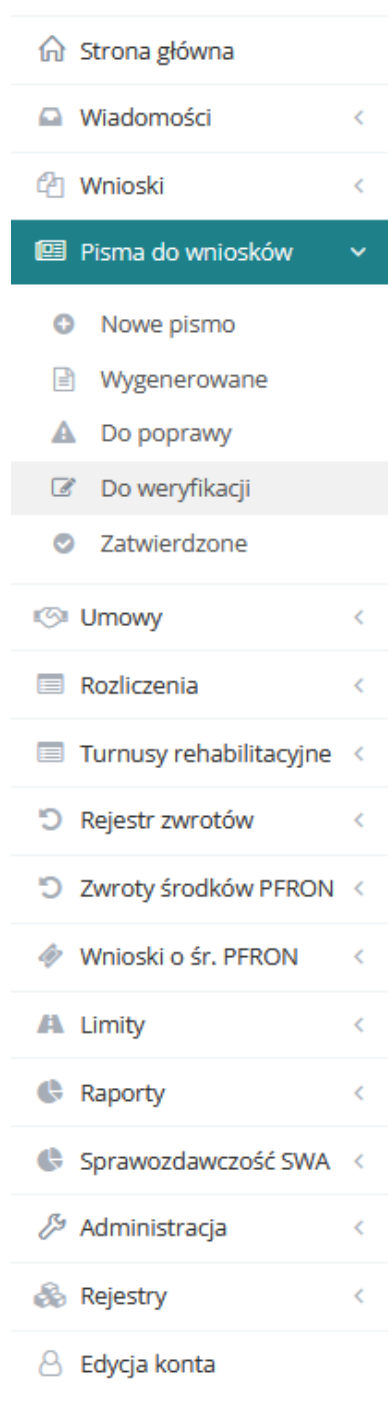 Strona główna
Wiadomości
Wnioski
Pisma do wniosków
Nowe pismo
Wygenerowane
Do poprawy
Do weryfikacji
Zatwierdzone
Umowy
Rozliczenia
Turnusy rehabilitacyjne
Rejestr zwrotów
Zwroty środków PFRON
Wnioski o śr. PFRON
Limity
Raporty
Sprawozdawczość SWA
Administracja
Rejestry
Edycja konta